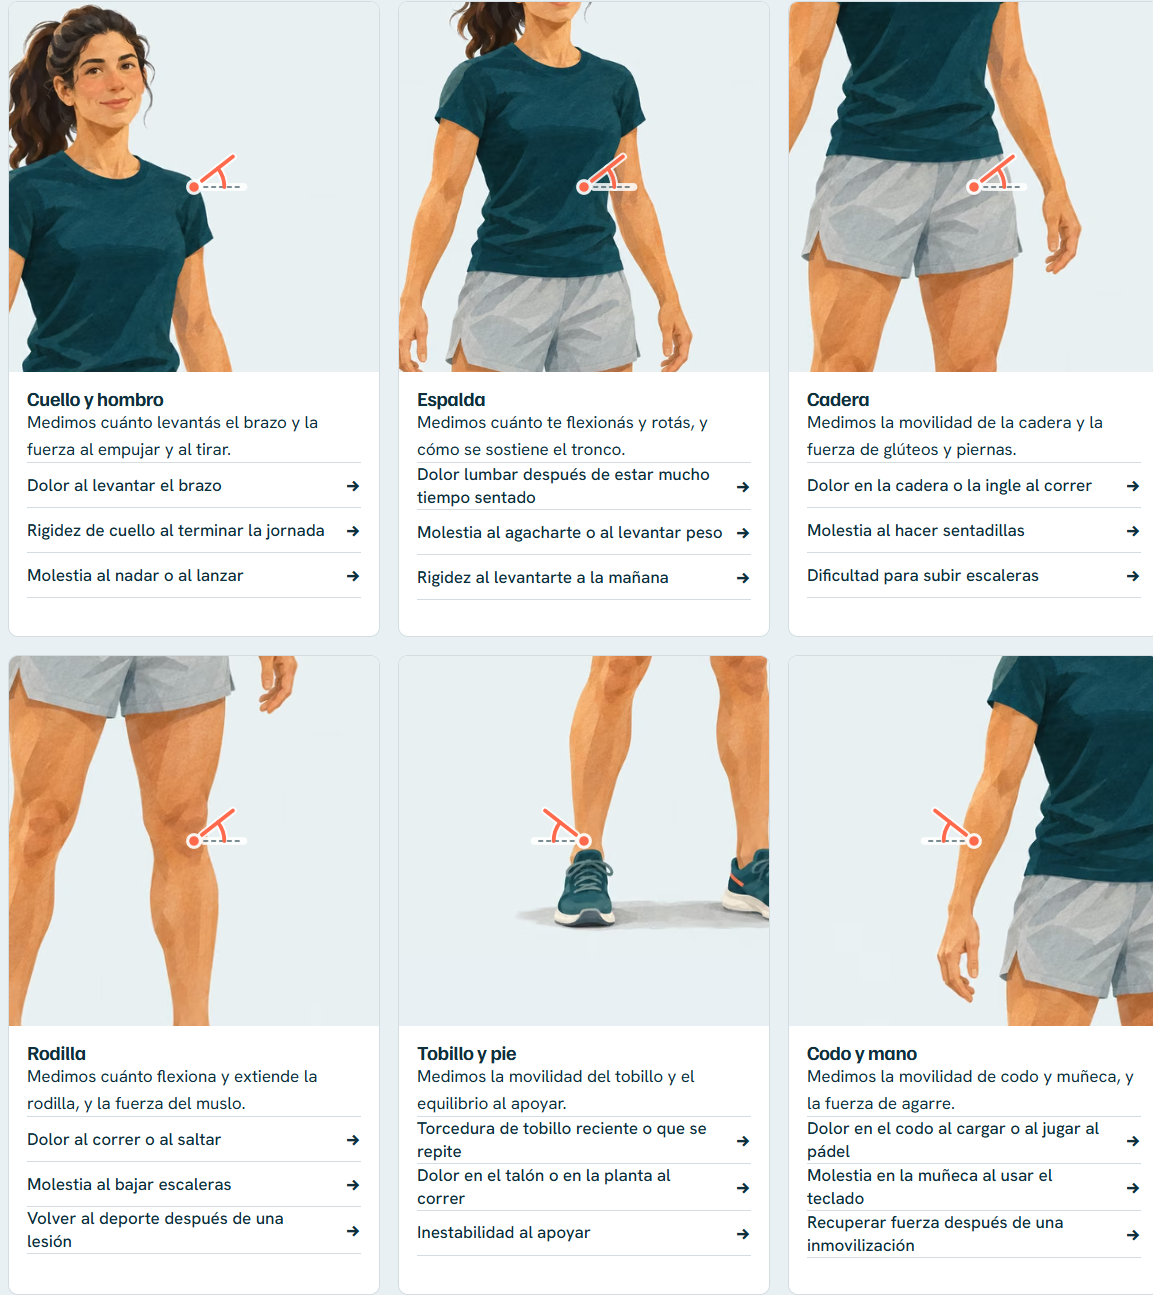 Cuello y hombro
Medimos cuánto levantás el brazo y la
fuerza al empujar y al tirar.
Dolor al levantar el brazo
Rigidez de cuello al terminar la jornada
Molestia al nadar o al lanzar
Espalda
Medimos cuánto te flexionás y rotás, y
cómo se sostiene el tronco.
Dolor lumbar después de estar mucho
tiempo sentado
Molestia al agacharte o al levantar peso
Rigidez al levantarte a la mañana
Cadera
Medimos la movilidad de la cadera y la
fuerza de glúteos y piernas.
Dolor en la cadera o la ingle al correr
Molestia al hacer sentadillas
Dificultad para subir escaleras
Rodilla
Medimos cuánto flexiona y extiende la
rodilla, y la fuerza del muslo.
Dolor al correr o al saltar
Molestia al bajar escaleras
Volver al deporte después de una
lesión
Tobillo y pie
Medimos la movilidad del tobillo y el
equilibrio al apoyar.
Torcedura de tobillo reciente o que se
repite
Dolor en el talón o en la planta al
correr
Inestabilidad al apoyar
Codo y mano
Medimos la movilidad de codo y muñeca, y
la fuerza de agarre.
Dolor en el codo al cargar o al jugar al
pádel
Molestia en la muñeca al usar el
teclado
Recuperar fuerza después de una
inmovilización